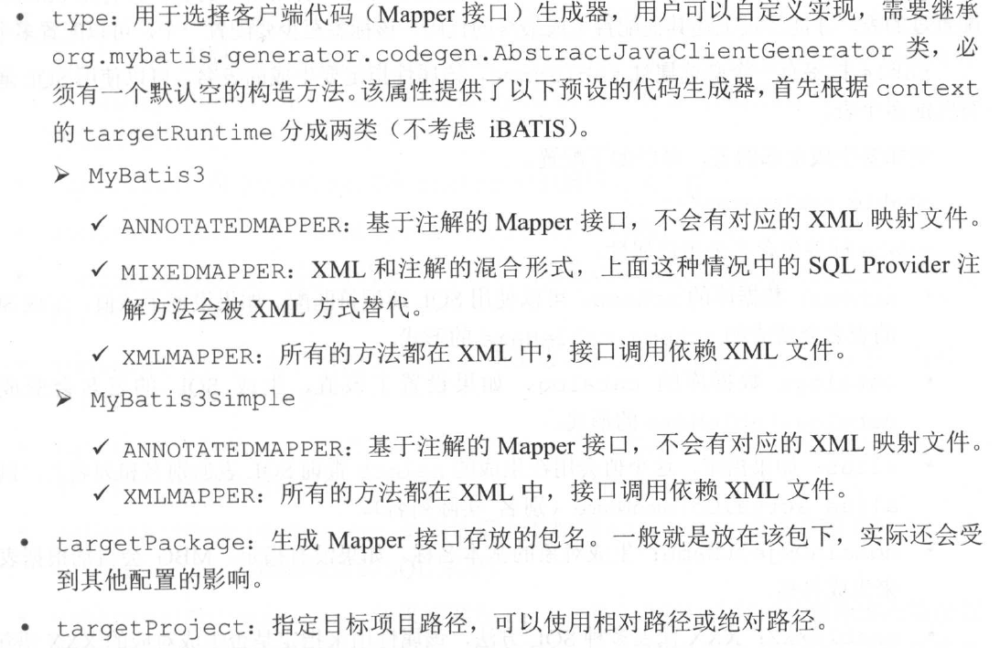 • type：用于选择客户端代码（Mapper 接口）生成器，用户可以自定义实现，需要继承
org.mybatis.generator.codegen.AbstractJavaClientGenerator 类，必
须有一个默认空的构造方法。该属性提供了以下预设的代码生成器，首先根据 context
的 targetRuntime 分成两类（不考虑 iBATIS）。
➢ MyBatis3
✓ ANNOTATEDMAPPER：基于注解的 Mapper 接口，不会有对应的 XML 映射文件。
✓ MIXEDMAPPER：XML 和注解的混合形式，上面这种情况中的 SQL Provider 注
解方法会被 XML 方式替代。
✓ XMLMAPPER：所有的方法都在 XML 中，接口调用依赖 XML 文件。
➢ MyBatis3Simple
✓ ANNOTATEDMAPPER：基于注解的 Mapper 接口，不会有对应的 XML 映射文件。
✓ XMLMAPPER：所有的方法都在 XML 中，接口调用依赖 XML 文件。
• targetPackage：生成 Mapper 接口存放的包名。一般就是放在该包下，实际还会受
到其他配置的影响。
• targetProject：指定目标项目路径，可以使用相对路径或绝对路径。